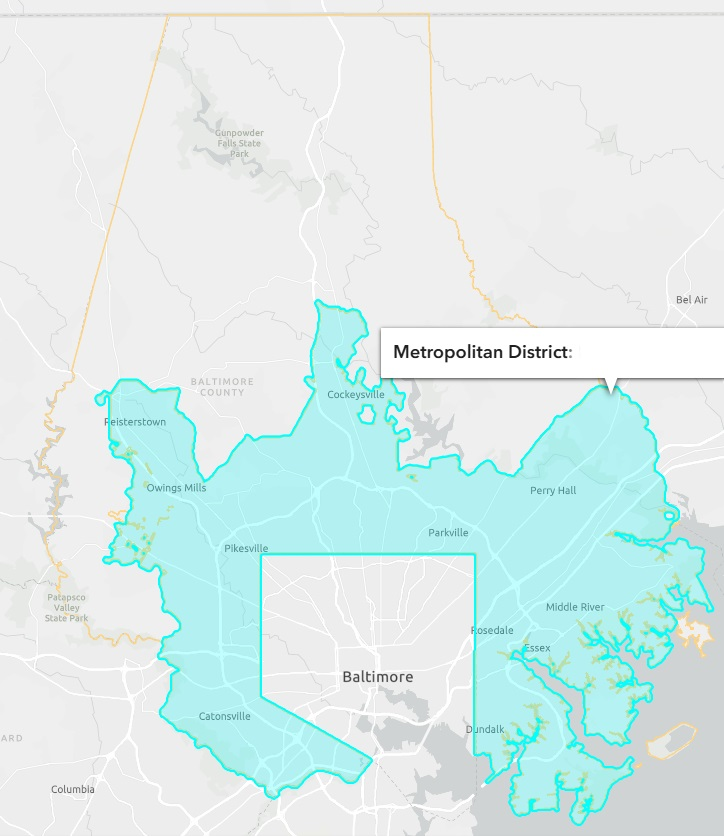 Gunpowder
Falls State
Park
Bel Air
Metropolitan District:
BALTIMORE
COUNTY
Cockeysville
Reisterstown
Owings Mills
Perry Hall
Parkville
Pikesville
Patapsco
Valley
State Park
Middle River
Rosedale
Essex
Baltimore
Catonsville
Dundalk
ARD
Columbia